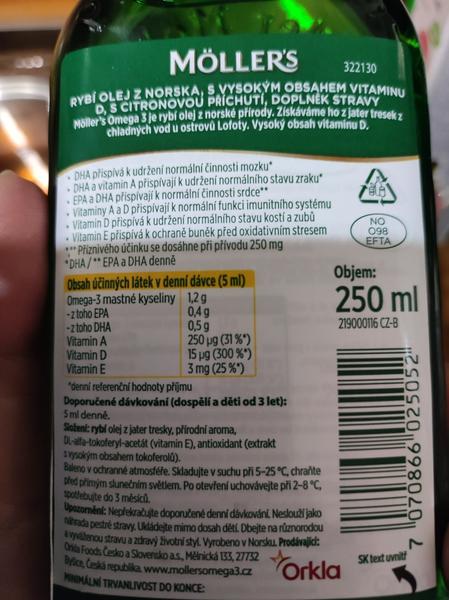 MÖLLER'S
322130
RYBÍ OLEJ Z NORSKA, S VYSOKÝM OBSAHEM VITAMINU
D, S CITRONOVOU PŘÍCHUTÍ, DOPLNĚK STRAVY
Möller's Omega 3 je rybí olej z norské přírody. Získáváme ho z jater tresek z
chladných vod u ostrovů Lofoty. Vysoký obsah vitaminu D.
• DHA přispívá k udržení normální činnosti mozku*
• DHA a vitamin A přispívají k udržení normálního stavu zraku*
• EPA a DHA přispívají k normální činnosti srdce**
• Vitaminy A a D přispívají k normální funkci imunitního systému
• Vitamin D přispívá k udržení normálního stavu kostí a zubů
• Vitamin E přispívá k ochraně buněk před oxidativním stresem
*** Příznivého účinku se dosáhne při přívodu 250 mg
*DHA / ** EPA a DHA denně
NO
098
EFTA
Obsah účinných látek v denní dávce (5 ml)
Omega-3 mastné kyseliny 1,2 g
- z toho EPA 0,4 g
- z toho DHA 0,5 g
Vitamin A 250 µg (31 %*)
Vitamin D 15 µg (300 %*)
Vitamin E 3 mg (25 %*)
*denní referenční hodnoty příjmu
Objem:
250 ml
219000116 CZ-B
Doporučené dávkování (dospělí a děti od 3 let):
5 ml denně.
Složení: rybí olej z jater tresky, přírodní aroma,
DL-alfa-tokoferyl-acetát (vitamin E), antioxidant (extrakt
s vysokým obsahem tokoferolů).
Baleno v ochranné atmosféře. Skladujte v suchu při 5–25 °C, chraňte
před přímým slunečním světlem. Po otevření uchovávejte při 2–8 °C,
spotřebujte do 3 měsíců.
Upozornění: Nepřekračujte doporučené denní dávkování. Neslouží jako
náhrada pestré stravy. Ukládejte mimo dosah dětí. Dbejte na různorodou
a vyváženou stravu a zdravý životní styl. Vyrobeno v Norsku. Prodávající:
Orkla Foods Česko a Slovensko a.s., Mělnická 133, 27732
Byšice, Česká republika. www.mollersomega3.cz
MINIMÁLNÍ TRVANLIVOST DO KONCE:
Orkla
7 070866 025052
SK text uvnitř